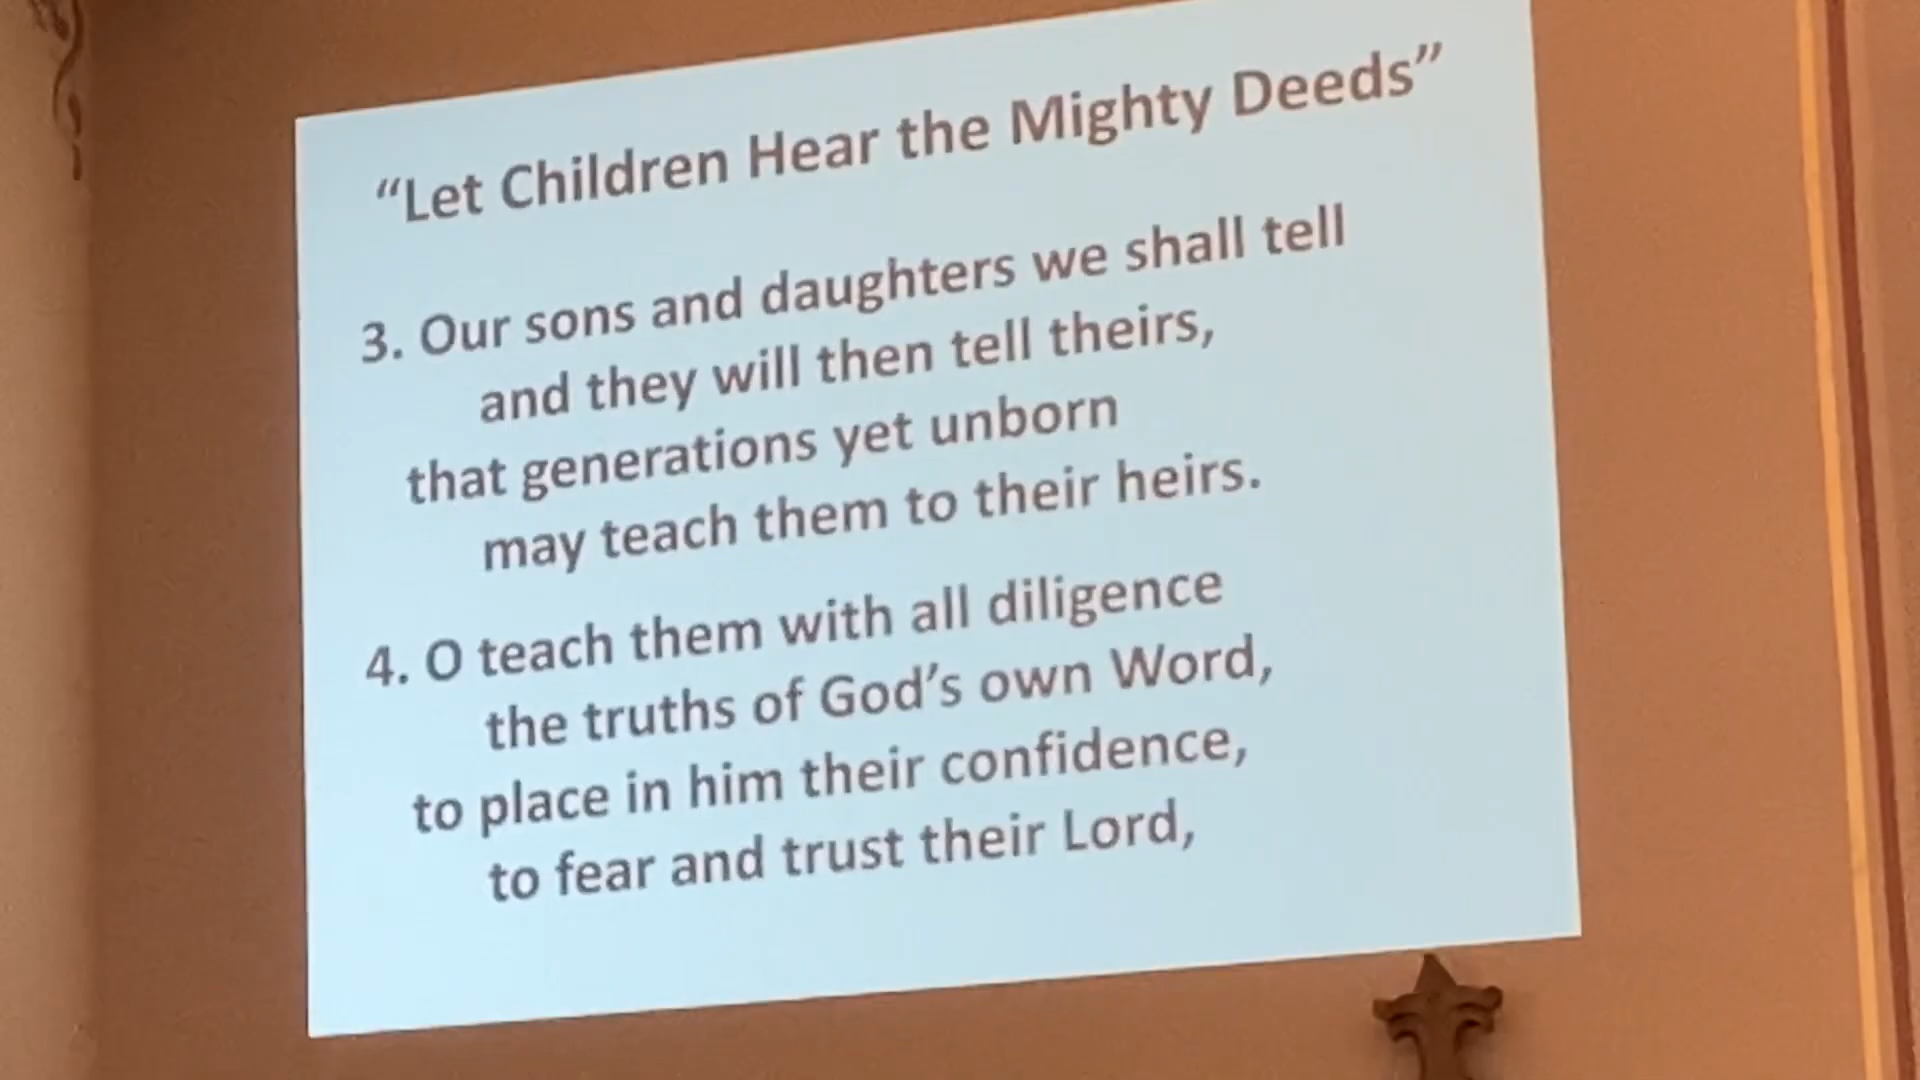 “Let Children Hear the Mighty Deeds”
3. Our sons and daughters we shall tell
and they will then tell theirs,
that generations yet unborn
may teach them to their heirs.
4. O teach them with all diligence
the truths of God’s own Word,
to place in him their confidence,
to fear and trust their Lord,